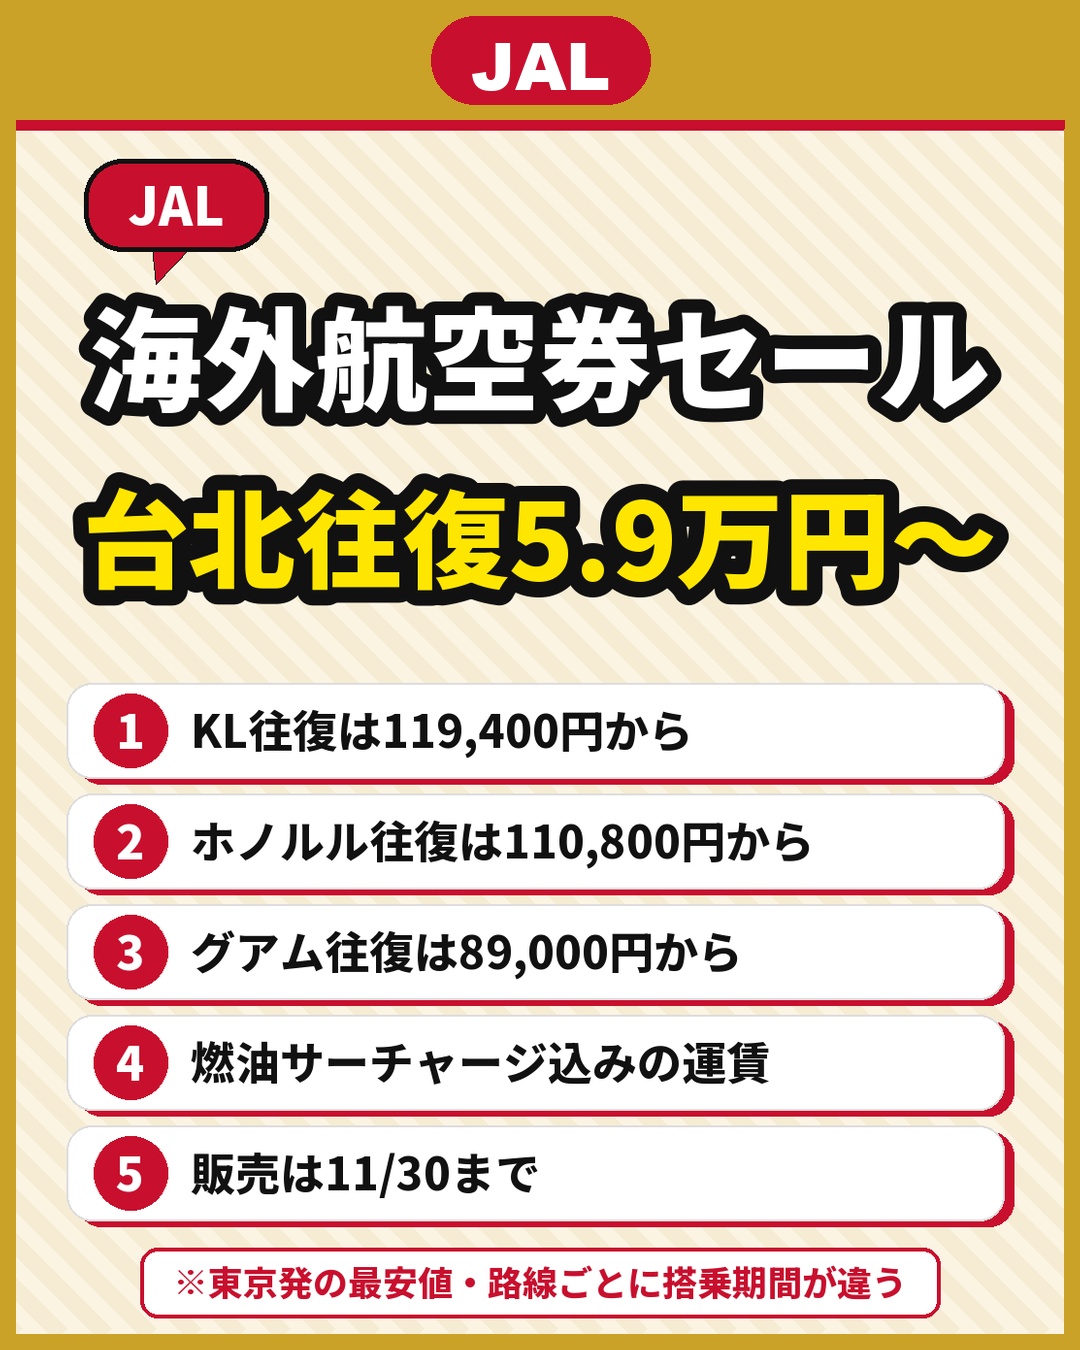 JAL
JAL
海外航空券セール
台北往復5.9万円～
1 KL往復は119,400円から
2 ホノルル往復は110,800円から
3 グアム往復は89,000円から
4 燃油サーチャージ込みの運賃
5 販売は11/30まで
※東京発の最安値・路線ごとに搭乗期間が違う